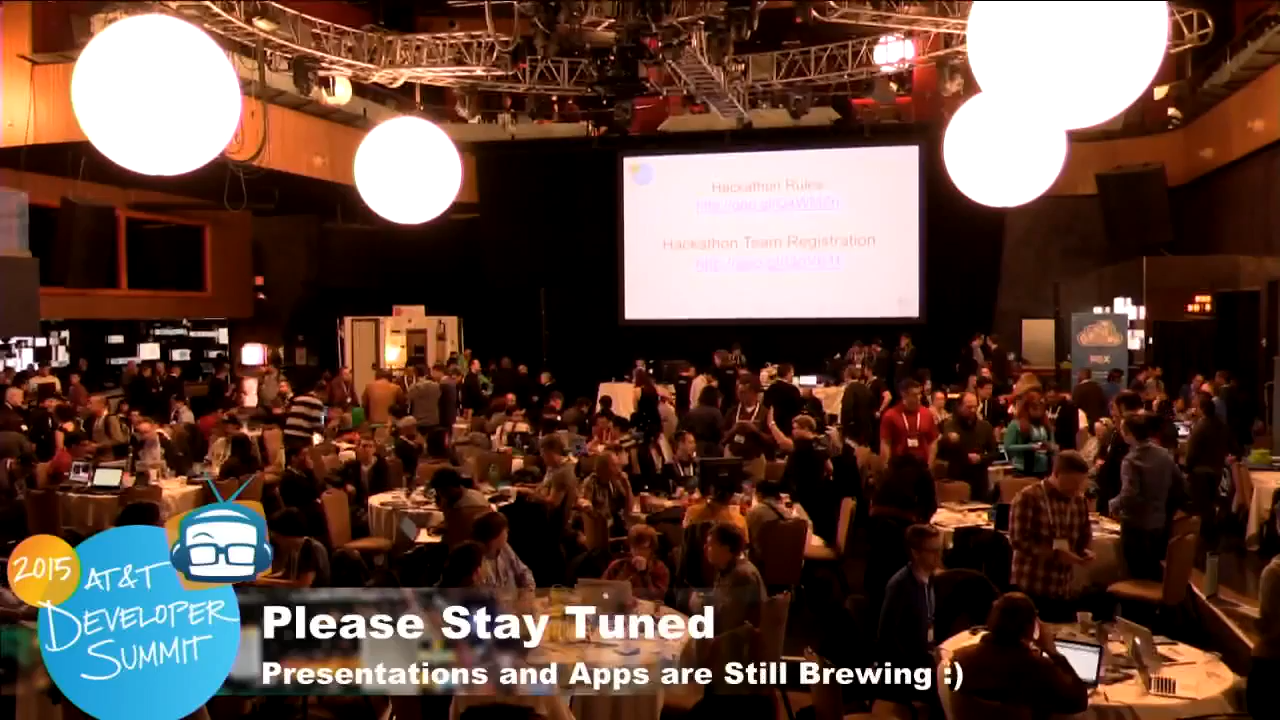 Hackathon Rules
Hackathon Team Registration
2015
AT&T
DEVELOPER
SUMMIT
Please Stay Tuned
Presentations and Apps are Still Brewing :)